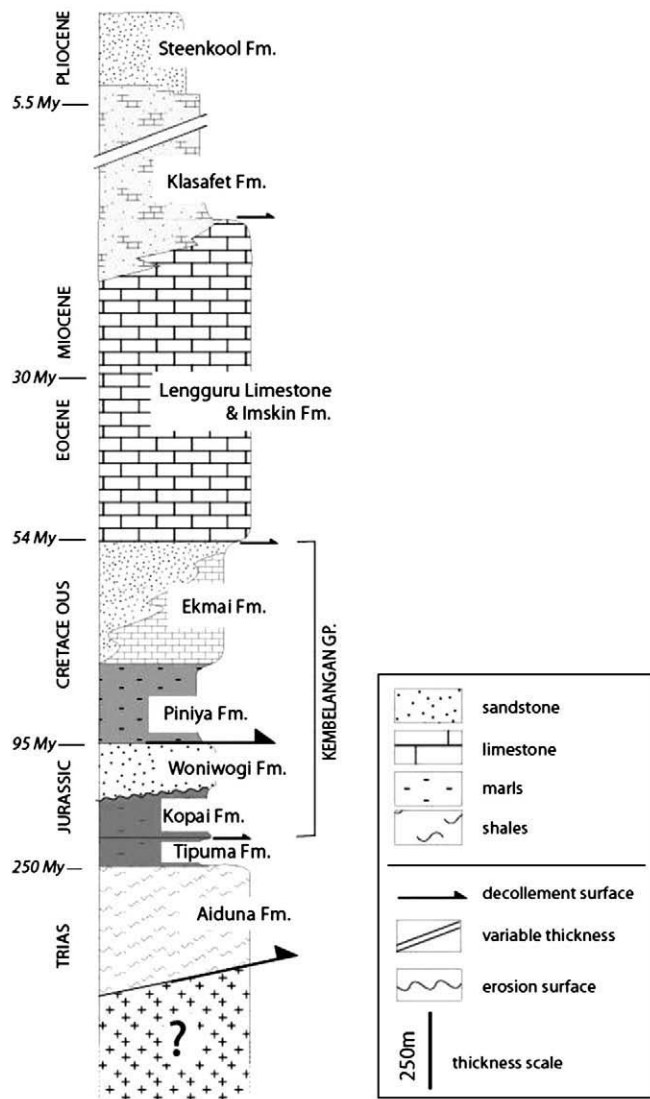 PLIOCENE
Steenkool Fm.
5.5 My
Klasafet Fm.
MIOCENE
30 My
Lengguru Limestone
& Imskin Fm.
EOCENE
54 My
Ekmai Fm.
CRETACE OUS
KEMBELANGAN GP.
Piniya Fm.
95 My
Woniwogi Fm.
JURASSIC
Kopai Fm.
Tipuma Fm.
250 My
Aiduna Fm.
TRIAS
?
sandstone
limestone
marls
shales
decollement surface
variable thickness
erosion surface
250m
thickness scale